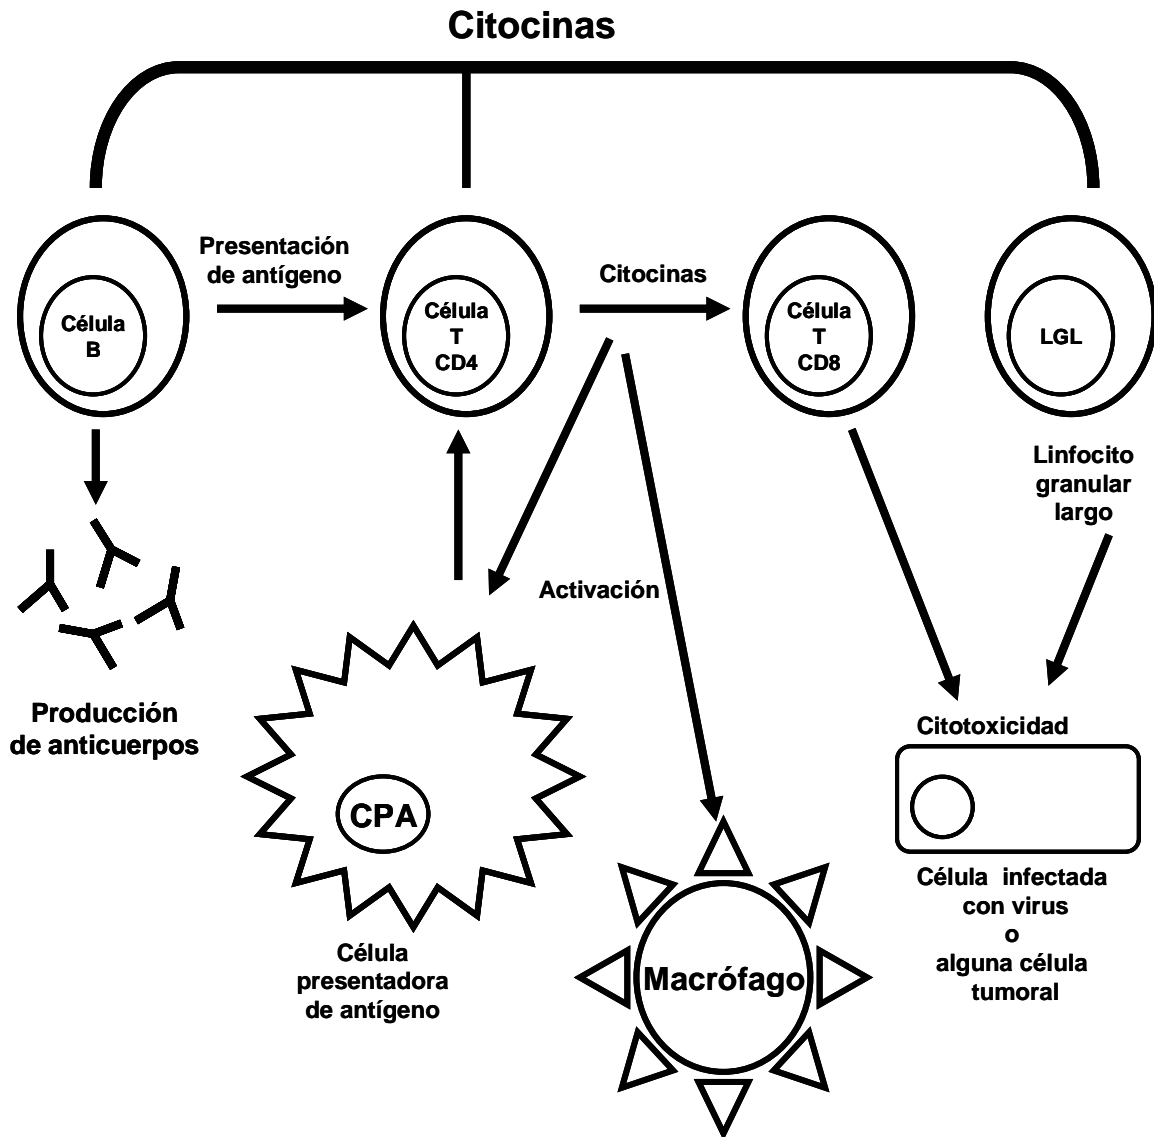 Citocinas
Presentación
de antígeno
Citocinas
Célula
B
Célula
T
CD4
Célula
T
CD8
LGL
Linfocito
granular
largo
Activación
Producción
de anticuerpos
Citotoxicidad
CPA
Célula
presentadora
de antígeno
Macrófago
Célula infectada
con virus
o
alguna célula
tumoral